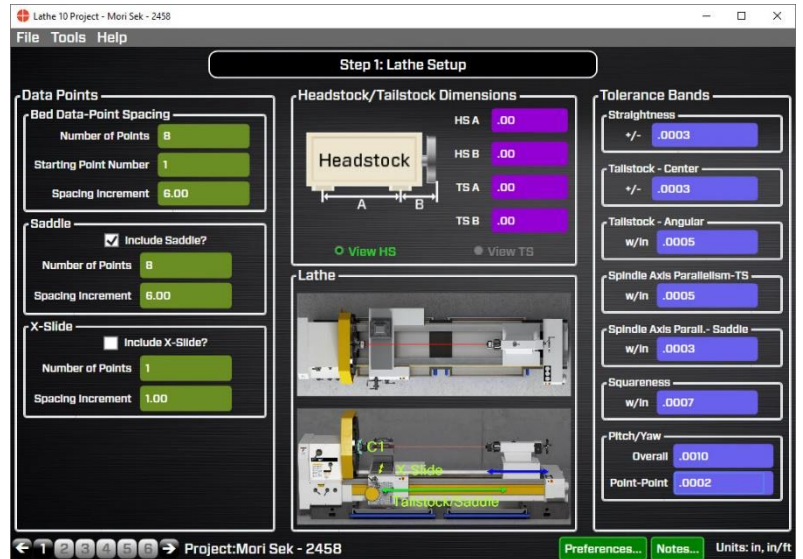 Lathe 10 Project - Mori Sek - 2458
File Tools Help
Step 1: Lathe Setup
Data Points
Bed Data-Point Spacing
Number of Points 8
Starting Point Number 1
Spacing Increment 6.00
Saddle
Include Saddle?
Number of Points 8
Spacing Increment 6.00
X-Slide
Include X-Slide?
Number of Points 1
Spacing Increment 1.00
Headstock/Tailstock Dimensions
Headstock
A B
HS A .00
HS B .00
TS A .00
TS B .00
View HS View TS
Lathe
C1
X-Slide
Tailstock/Saddle
Tolerance Bands
Straightness
+/- .0003
Tailstock - Center
+/- .0003
Tailstock - Angular
w/in .0005
Spindle Axis Parallelism-TS
w/in .0005
Spindle Axis Parall.- Saddle
w/in .0003
Squareness
w/in .0007
Pitch/Yaw
Overall .0010
Point-Point .0002
1 2 3 4 5 6 Project:Mori Sek - 2458
Preferences... Notes... Units: in, in/ft